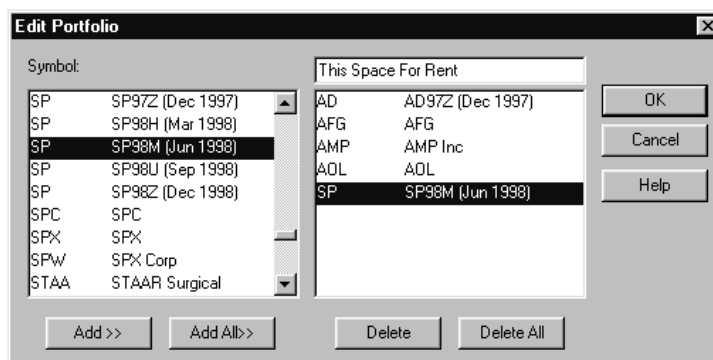 Edit Portfolio
Symbol:
This Space For Rent
SP SP97Z (Dec 1997)
SP SP98H (Mar 1998)
SP SP98M (Jun 1998)
SP SP98U (Sep 1998)
SP SP98Z (Dec 1998)
SPC SPC
SPX SPX
SPW SPX Corp
STAA STAAR Surgical
AD AD97Z (Dec 1997)
AFG AFG
AMP AMP Inc
AOL AOL
SP SP98M (Jun 1998)
OK
Cancel
Help
Add >>
Add All>>
Delete
Delete All